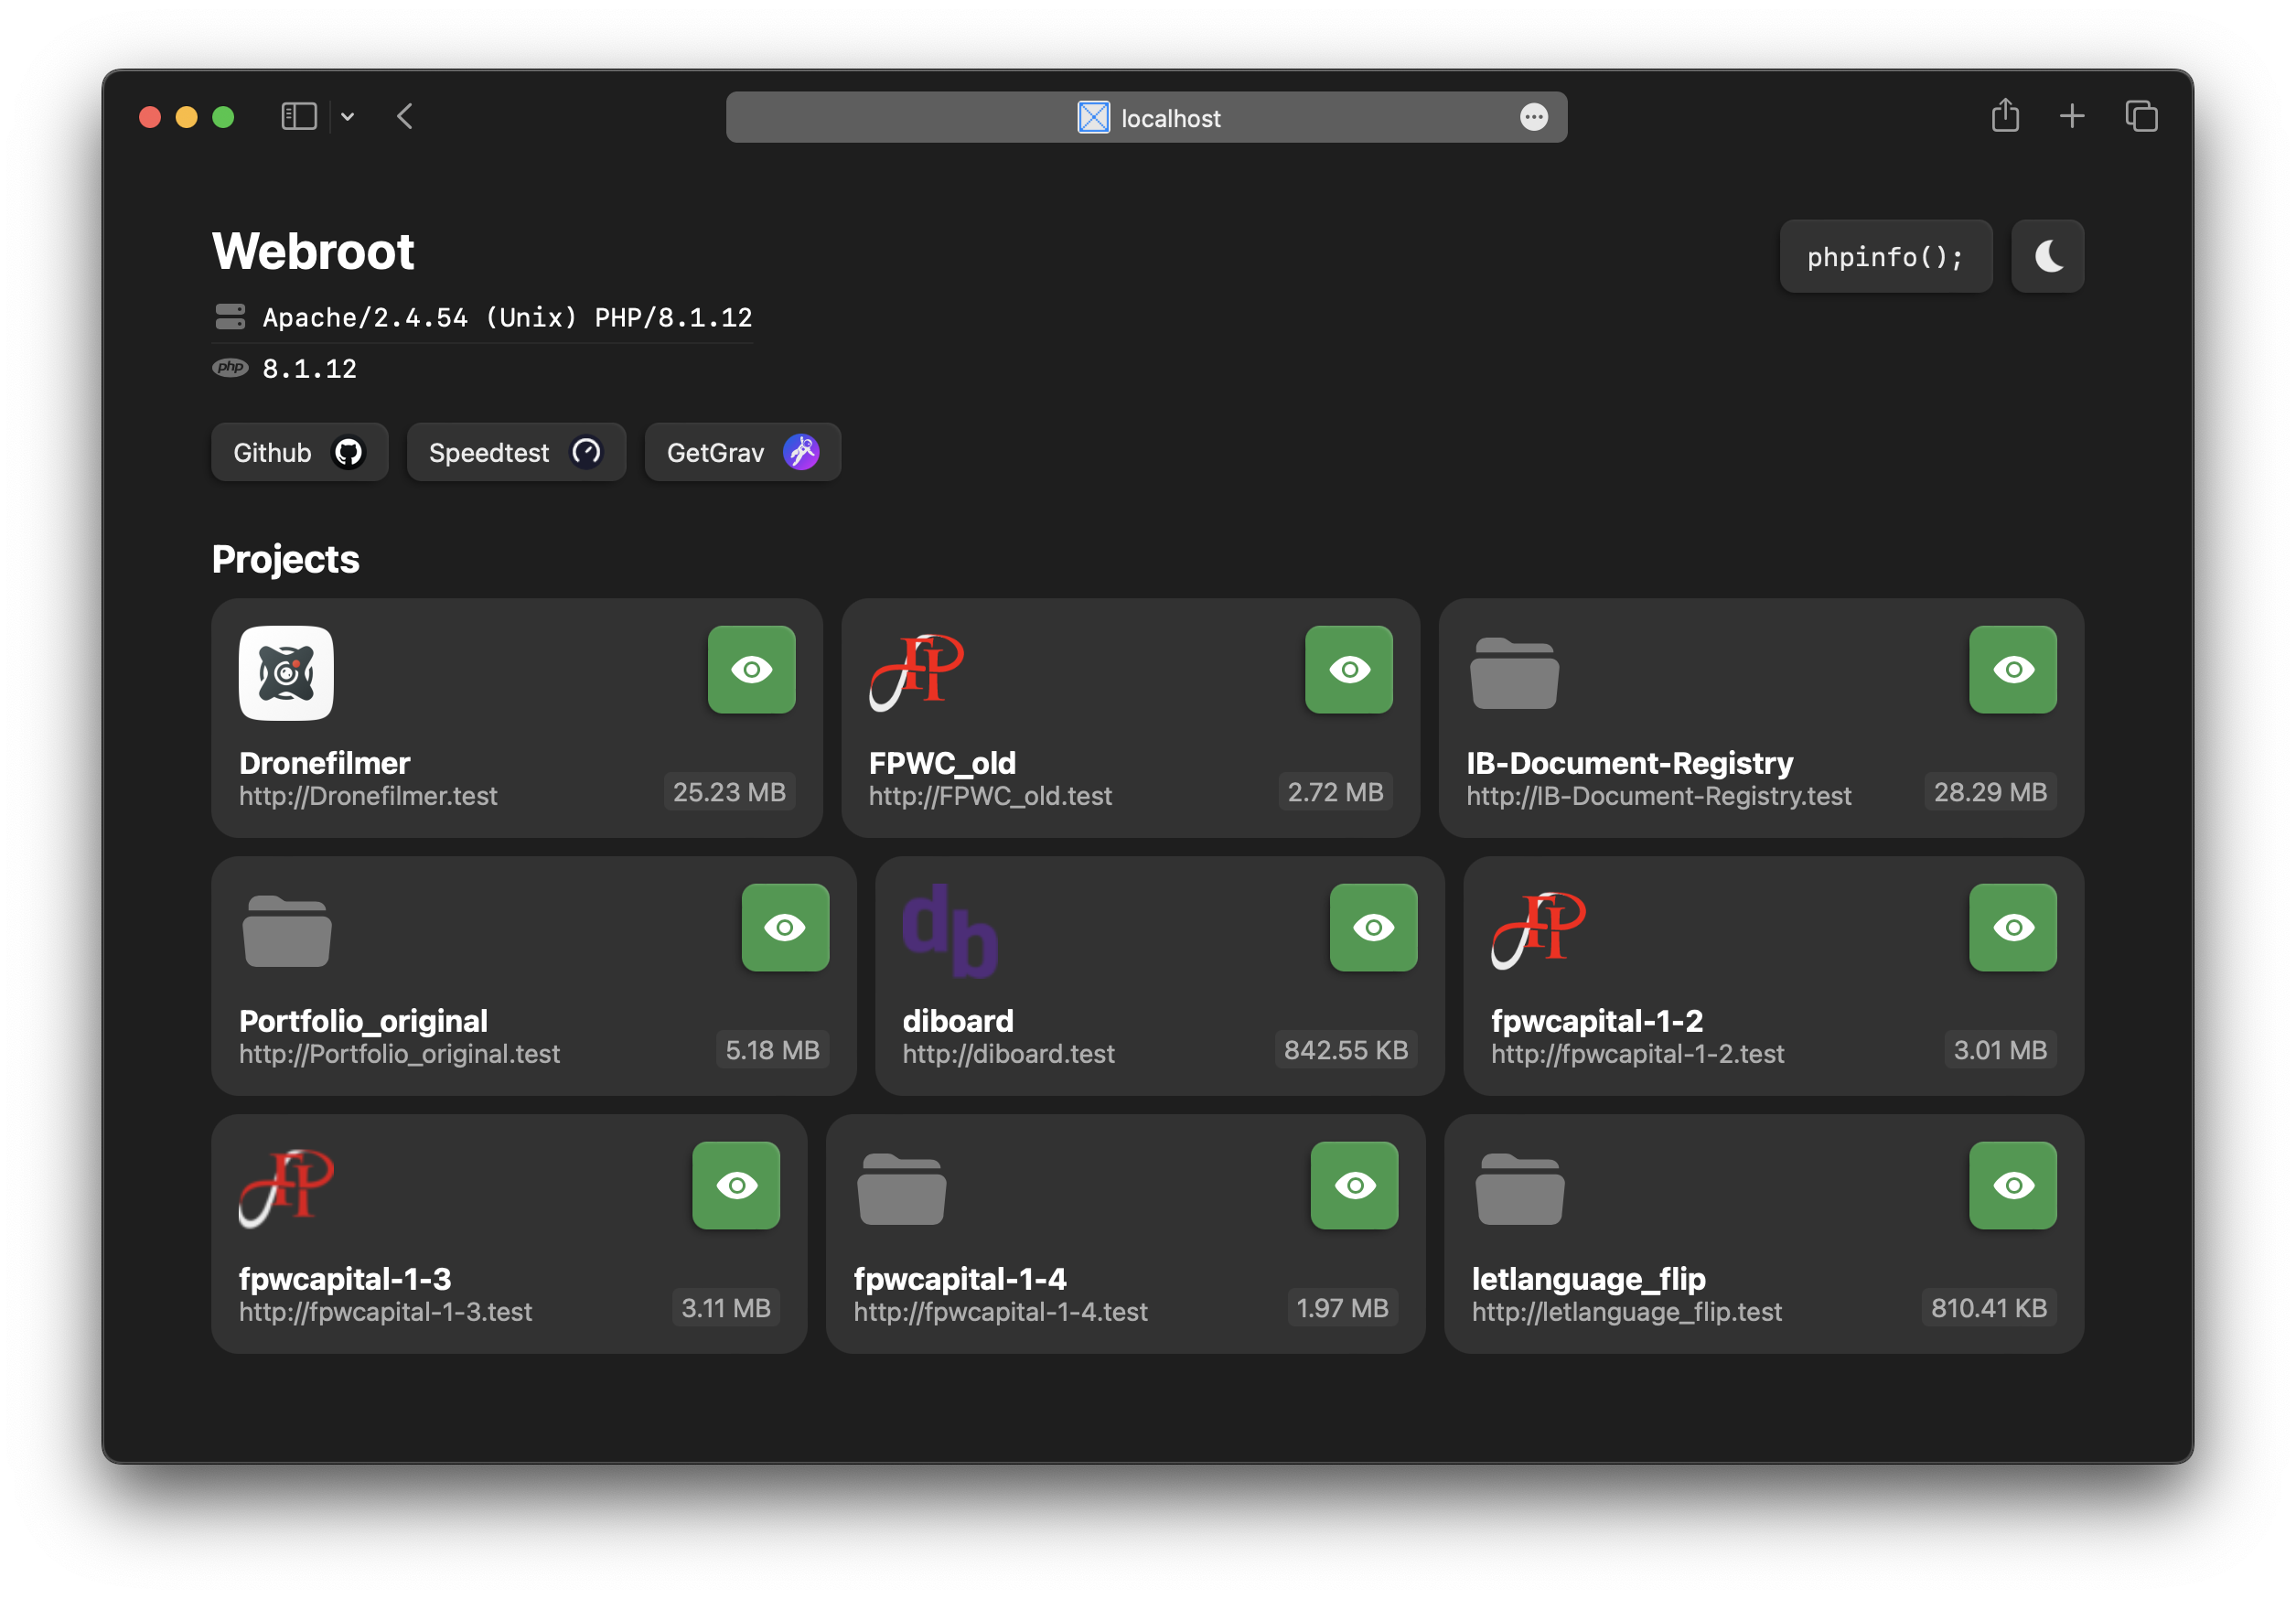 localhost
Webroot
phpinfo();
Apache/2.4.54 (Unix) PHP/8.1.12
php 8.1.12
Github
Speedtest
GetGrav
Projects
Dronefilmer
http://Dronefilmer.test
25.23 MB
FP
FPWC_old
http://FPWC_old.test
2.72 MB
IB-Document-Registry
http://IB-Document-Registry.test
28.29 MB
Portfolio_original
http://Portfolio_original.test
5.18 MB
db
diboard
http://diboard.test
842.55 KB
FP
fpwcapital-1-2
http://fpwcapital-1-2.test
3.01 MB
FP
fpwcapital-1-3
http://fpwcapital-1-3.test
3.11 MB
fpwcapital-1-4
http://fpwcapital-1-4.test
1.97 MB
letlanguage_flip
http://letlanguage_flip.test
810.41 KB